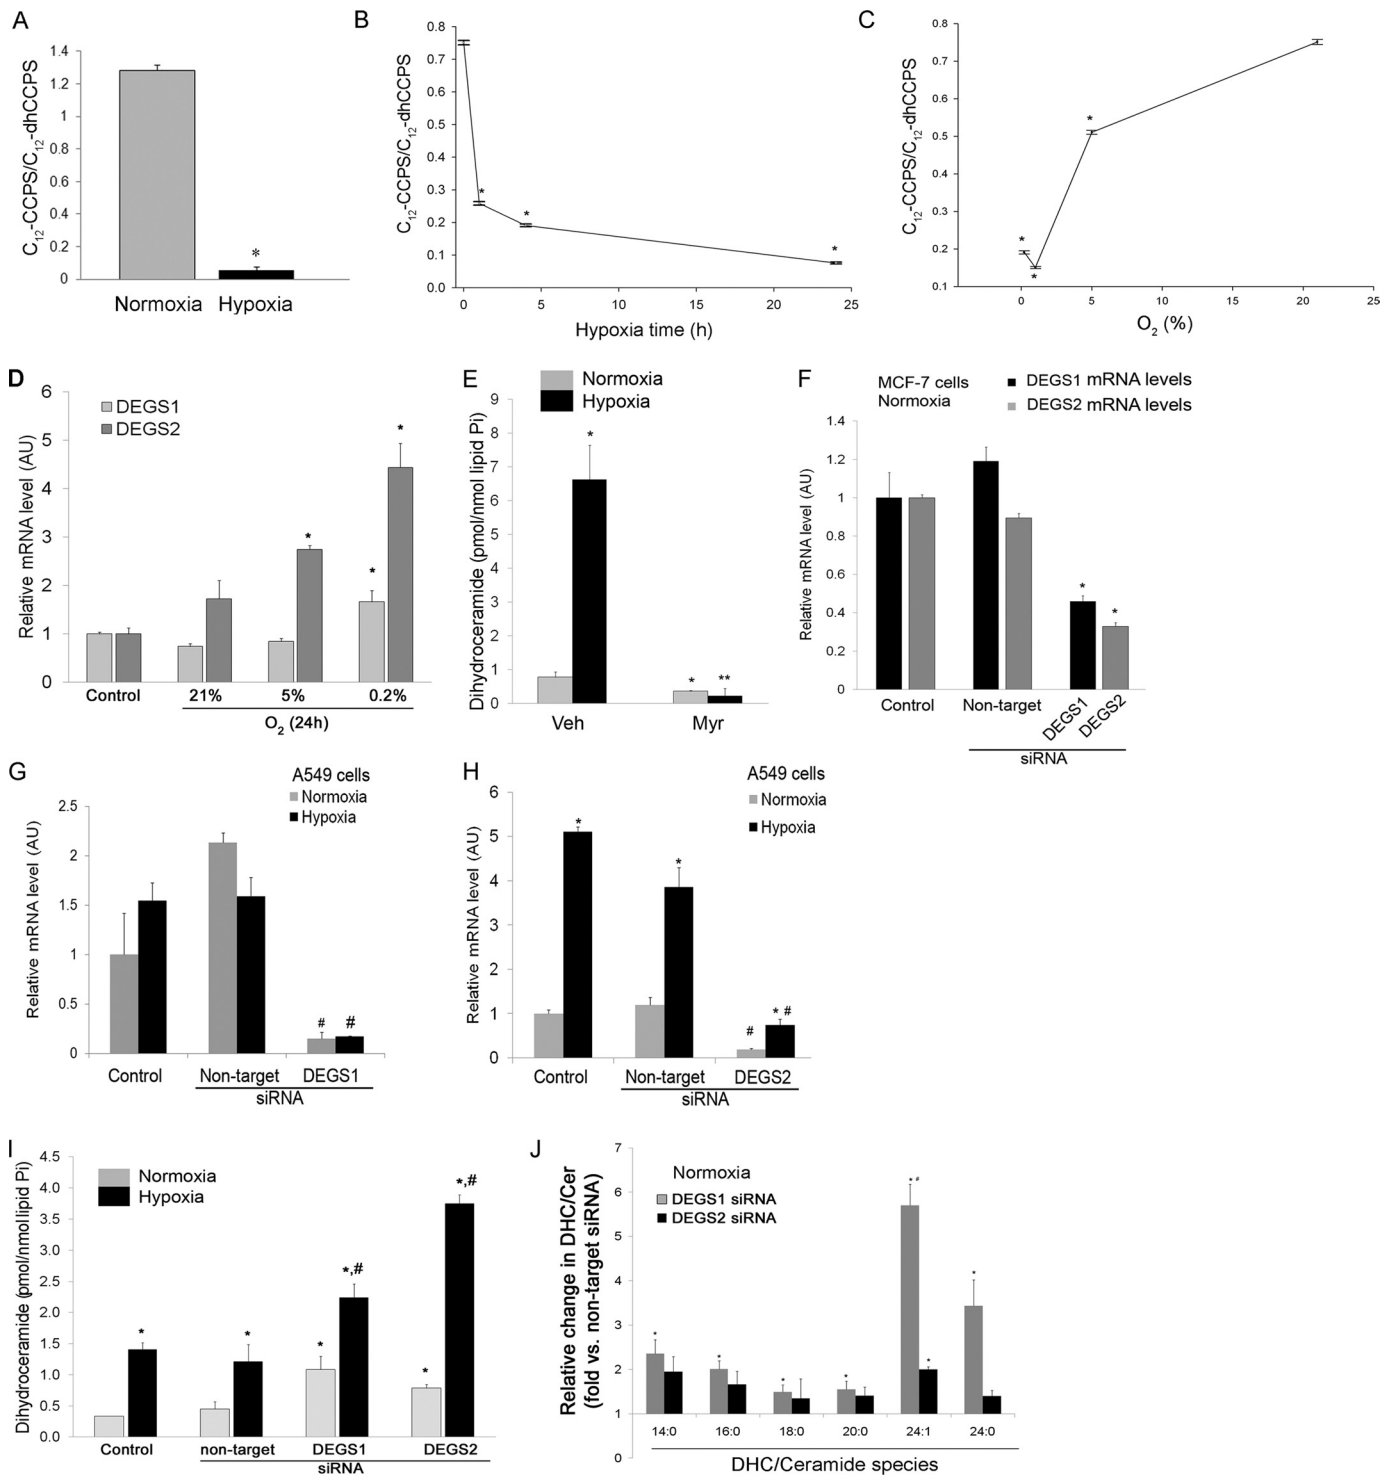 A
C12-CCPS/C12-dhCCPS
1.4
1.2
1
0.8
0.6
0.4
0.2
0
*
Normoxia Hypoxia
B
C12-CCPS/C12-dhCCPS
0.8
0.7
0.6
0.5
0.4
0.3
0.2
0.1
0.0
* * *
0 5 10 15 20 25
Hypoxia time (h)
C
C12-CCPS/C12-dhCCPS
0.8
0.7
0.6
0.5
0.4
0.3
0.2
0.1
* * *
0 5 10 15 20 25
O2 (%)
D
Relative mRNA level (AU)
DEGS1
DEGS2
6
5
4
3
2
1
0
* * *
Control 21% 5% 0.2%
O2 (24h)
E
Normoxia
Hypoxia
Dihydroceramide (pmol/nmol lipid Pi)
9
8
7
6
5
4
3
2
1
0
* * **
Veh Myr
F
MCF-7 cells
Normoxia
DEGS1 mRNA levels
DEGS2 mRNA levels
Relative mRNA level (AU)
1.4
1.2
1
0.8
0.6
0.4
0.2
0
* *
Control Non-target DEGS1 DEGS2
siRNA
G
A549 cells
Normoxia
Hypoxia
Relative mRNA level (AU)
2.5
2
1.5
1
0.5
0
# #
Control Non-target DEGS1
siRNA
H
A549 cells
Normoxia
Hypoxia
Relative mRNA level (AU)
6
5
4
3
2
1
0
* * # * #
Control Non-target DEGS2
siRNA
I
Normoxia
Hypoxia
Dihydroceramide (pmol/nmollipid Pi)
4.5
4.0
3.5
3.0
2.5
2.0
1.5
1.0
0.5
0.0
* * * *,# * *,#
Control non-target DEGS1 DEGS2
siRNA
J
Normoxia
DEGS1 siRNA
DEGS2 siRNA
Relative change in DHC/Cer
(fold vs. non-target siRNA)
7
6
5
4
3
2
1
0
* * * * * # * *
14:0 16:0 18:0 20:0 24:1 24:0
DHC/Ceramide species